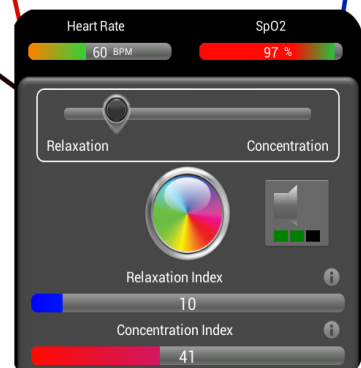 Heart Rate SpO2
60 BPM 97 %
Relaxation Concentration
Relaxation Index
10
Concentration Index
41